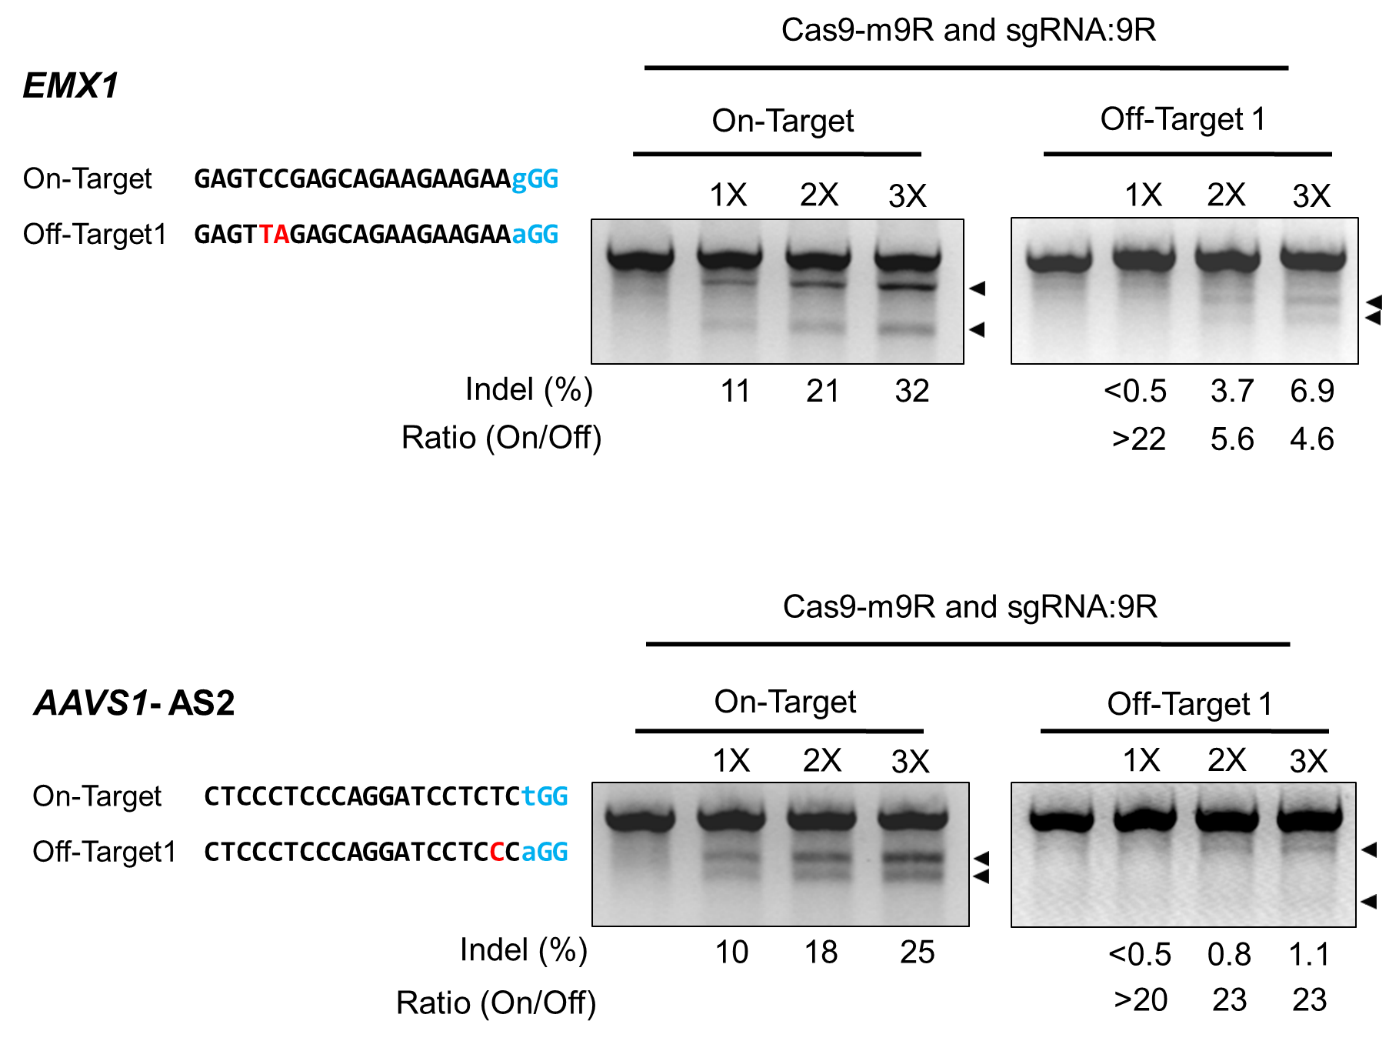 Cas9-m9R and sgRNA:9R
EMX1
On-Target
Off-Target 1
On-Target GAGTCCGAGCAGAAGAAGAAgGG
1X 2X 3X
1X 2X 3X
Off-Target1 GAGTTAGAGCAGAAGAAGAAaGG
Indel (%) 11 21 32 <0.5 3.7 6.9
Ratio (On/Off) >22 5.6 4.6
Cas9-m9R and sgRNA:9R
AAVS1- AS2
On-Target
Off-Target 1
1X 2X 3X
1X 2X 3X
On-Target CTCCCTCCCAGGATCCTCTCtGG
Off-Target1 CTCCCTCCCAGGATCCTCCCaGG
Indel (%) 10 18 25 <0.5 0.8 1.1
Ratio (On/Off) >20 23 23